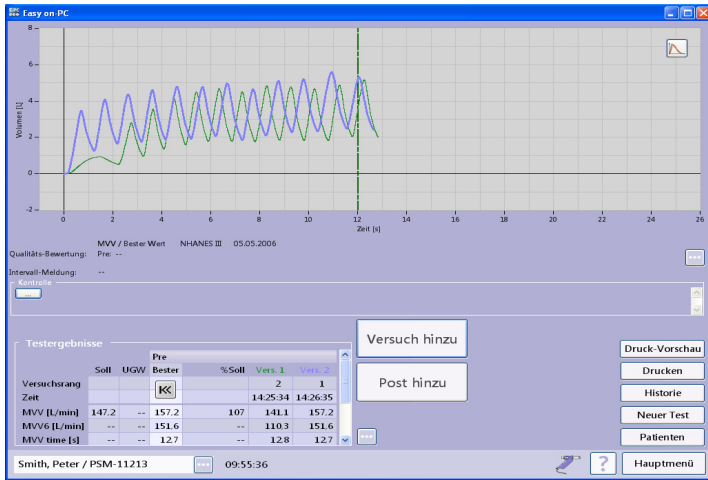 Easy on-PC
8
6
4
2
0
-2
Volumen [L]
0 2 4 6 8 10 12 14 16 18 20 22 24 26
Zeit [s]
MVV / Bester Wert NHANES III 05.05.2006
Qualitäts-Bewertung: Pre: --
Intervall-Meldung: --
Kontrolle
...
Testergebnisse
Pre
Soll UGW Bester %Soll Vers. 1 Vers. 2
Versuchsrang 2 1
Zeit 14:25:34 14:26:35
MVV [L/min] 147.2 -- 157.2 107 141.1 157.2
MVV6 [L/min] -- -- 151.6 -- 110.3 151.6
MVV time [s] -- -- 12.7 -- 12.8 12.7
Versuch hinzu
Post hinzu
...
...
Druck-Vorschau
Drucken
Historie
Neuer Test
Patienten
Smith, Peter / PSM-11213 ... 09:55:36 ? Hauptmenü